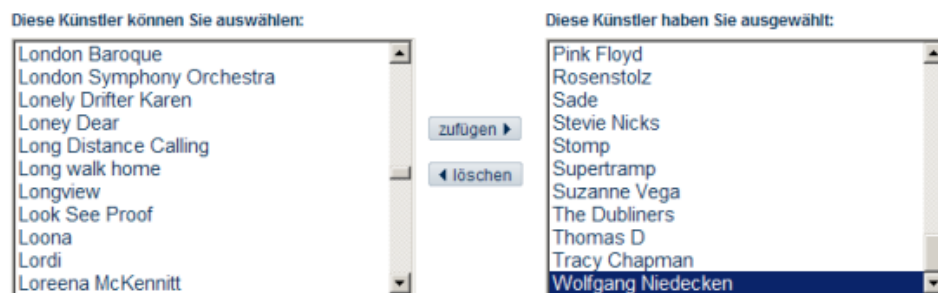 Diese Künstler können Sie auswählen:
London Baroque
London Symphony Orchestra
Lonely Drifter Karen
Loney Dear
Long Distance Calling
Long walk home
Longview
Look See Proof
Loona
Lordi
Loreena McKennitt
zufügen
löschen
Diese Künstler haben Sie ausgewählt:
Pink Floyd
Rosenstolz
Sade
Stevie Nicks
Stomp
Supertramp
Suzanne Vega
The Dubliners
Thomas D
Tracy Chapman
Wolfgang Niedecken